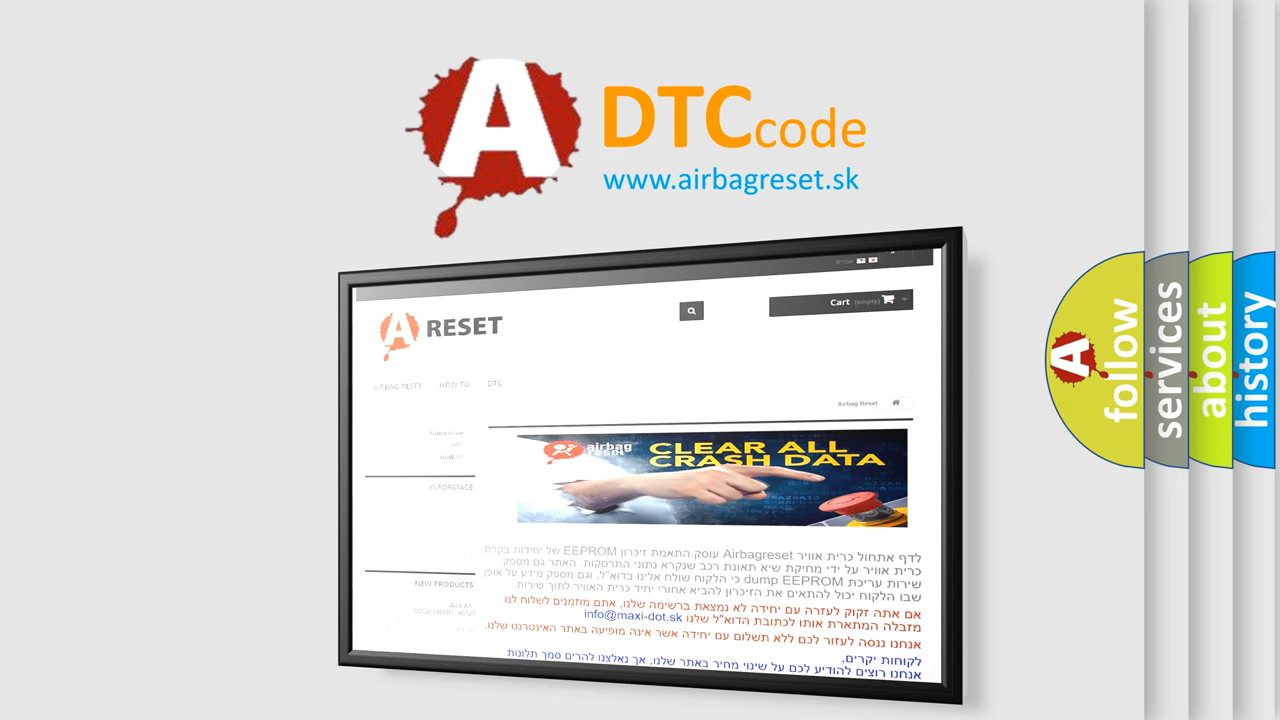 A
DTC code
www.airbagreset.sk
עברית
Cart (empty)
A RESET
AIRBAG RESET HOW TO DTC
Airbag Reset
Airbag Reset
airbag
reset
CLEAR ALL
CRASH DATA
INFORMACE
לדף אתחול כרית אוויר Airbagreset עוסק התאמת זיכרון EEPROM של יחידות בקרת
כרית אוויר על ידי מחיקת שיא תאונת רכב שנקרא נתוני התרסקות. האתר גם מספק
שירות עריכת dump EEPROM כי הלקוח שולח אלינו בדוא"ל, וגם מספק מידע על אופן
שבו הלקוח יכול להתאים את הזיכרון להביא אחורי יחיד כרית האוויר לתוך שירות.
NEW PRODUCTS
אם אתה זקוק לעזרה עם יחידה לא נמצאת ברשימה שלנו, אתם מוזמנים לשלוח לנו
מזבלה המתארת אותו לכתובת הדוא"ל שלנו info@maxi-dot.sk
אנחנו ננסה לעזור לכם ללא תשלום עם יחידה אשר אינה מופיעה באתר האינטרנט שלנו.
לקוחות יקרים,
אנחנו רוצים להודיע לכם על שינוי מחיר באתר שלנו, אך נאלצנו להרים סמך תלונות
A
follow
services
about
history